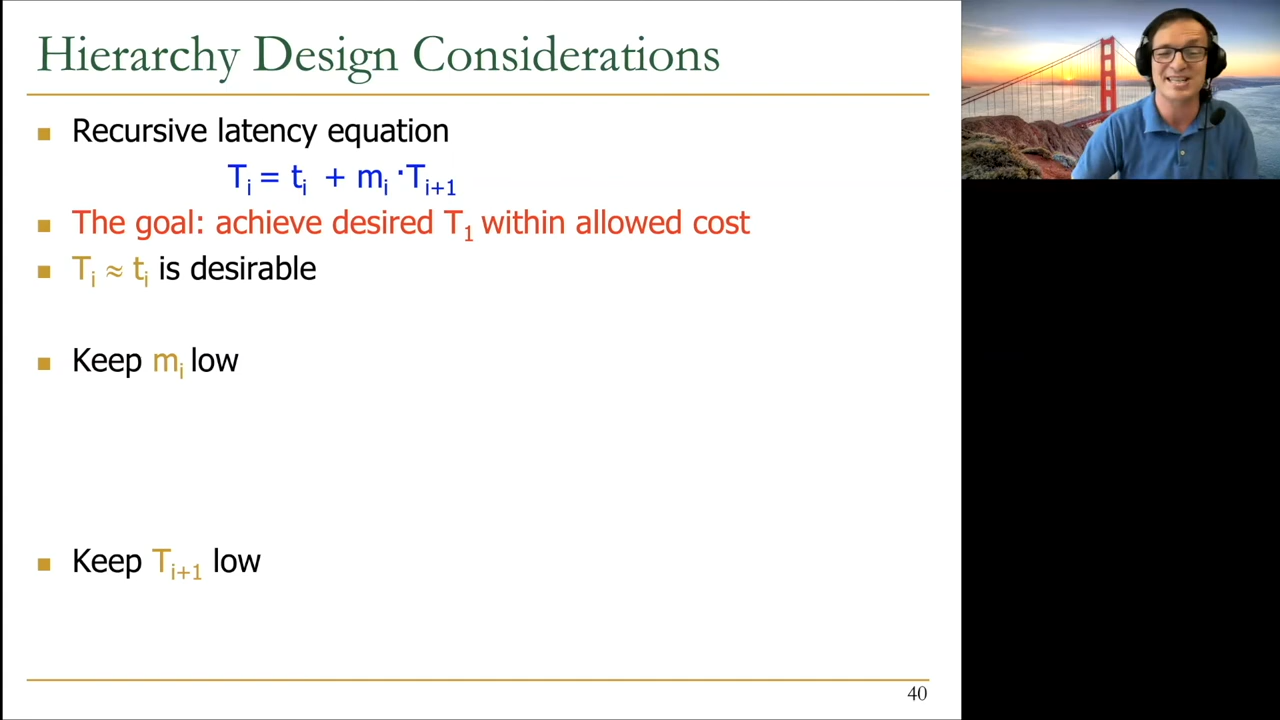 Hierarchy Design Considerations
Recursive latency equation
Tᵢ = tᵢ + mᵢ ·Tᵢ₊₁
The goal: achieve desired T₁ within allowed cost
Tᵢ ≈ tᵢ is desirable
Keep mᵢ low
Keep Tᵢ₊₁ low
40